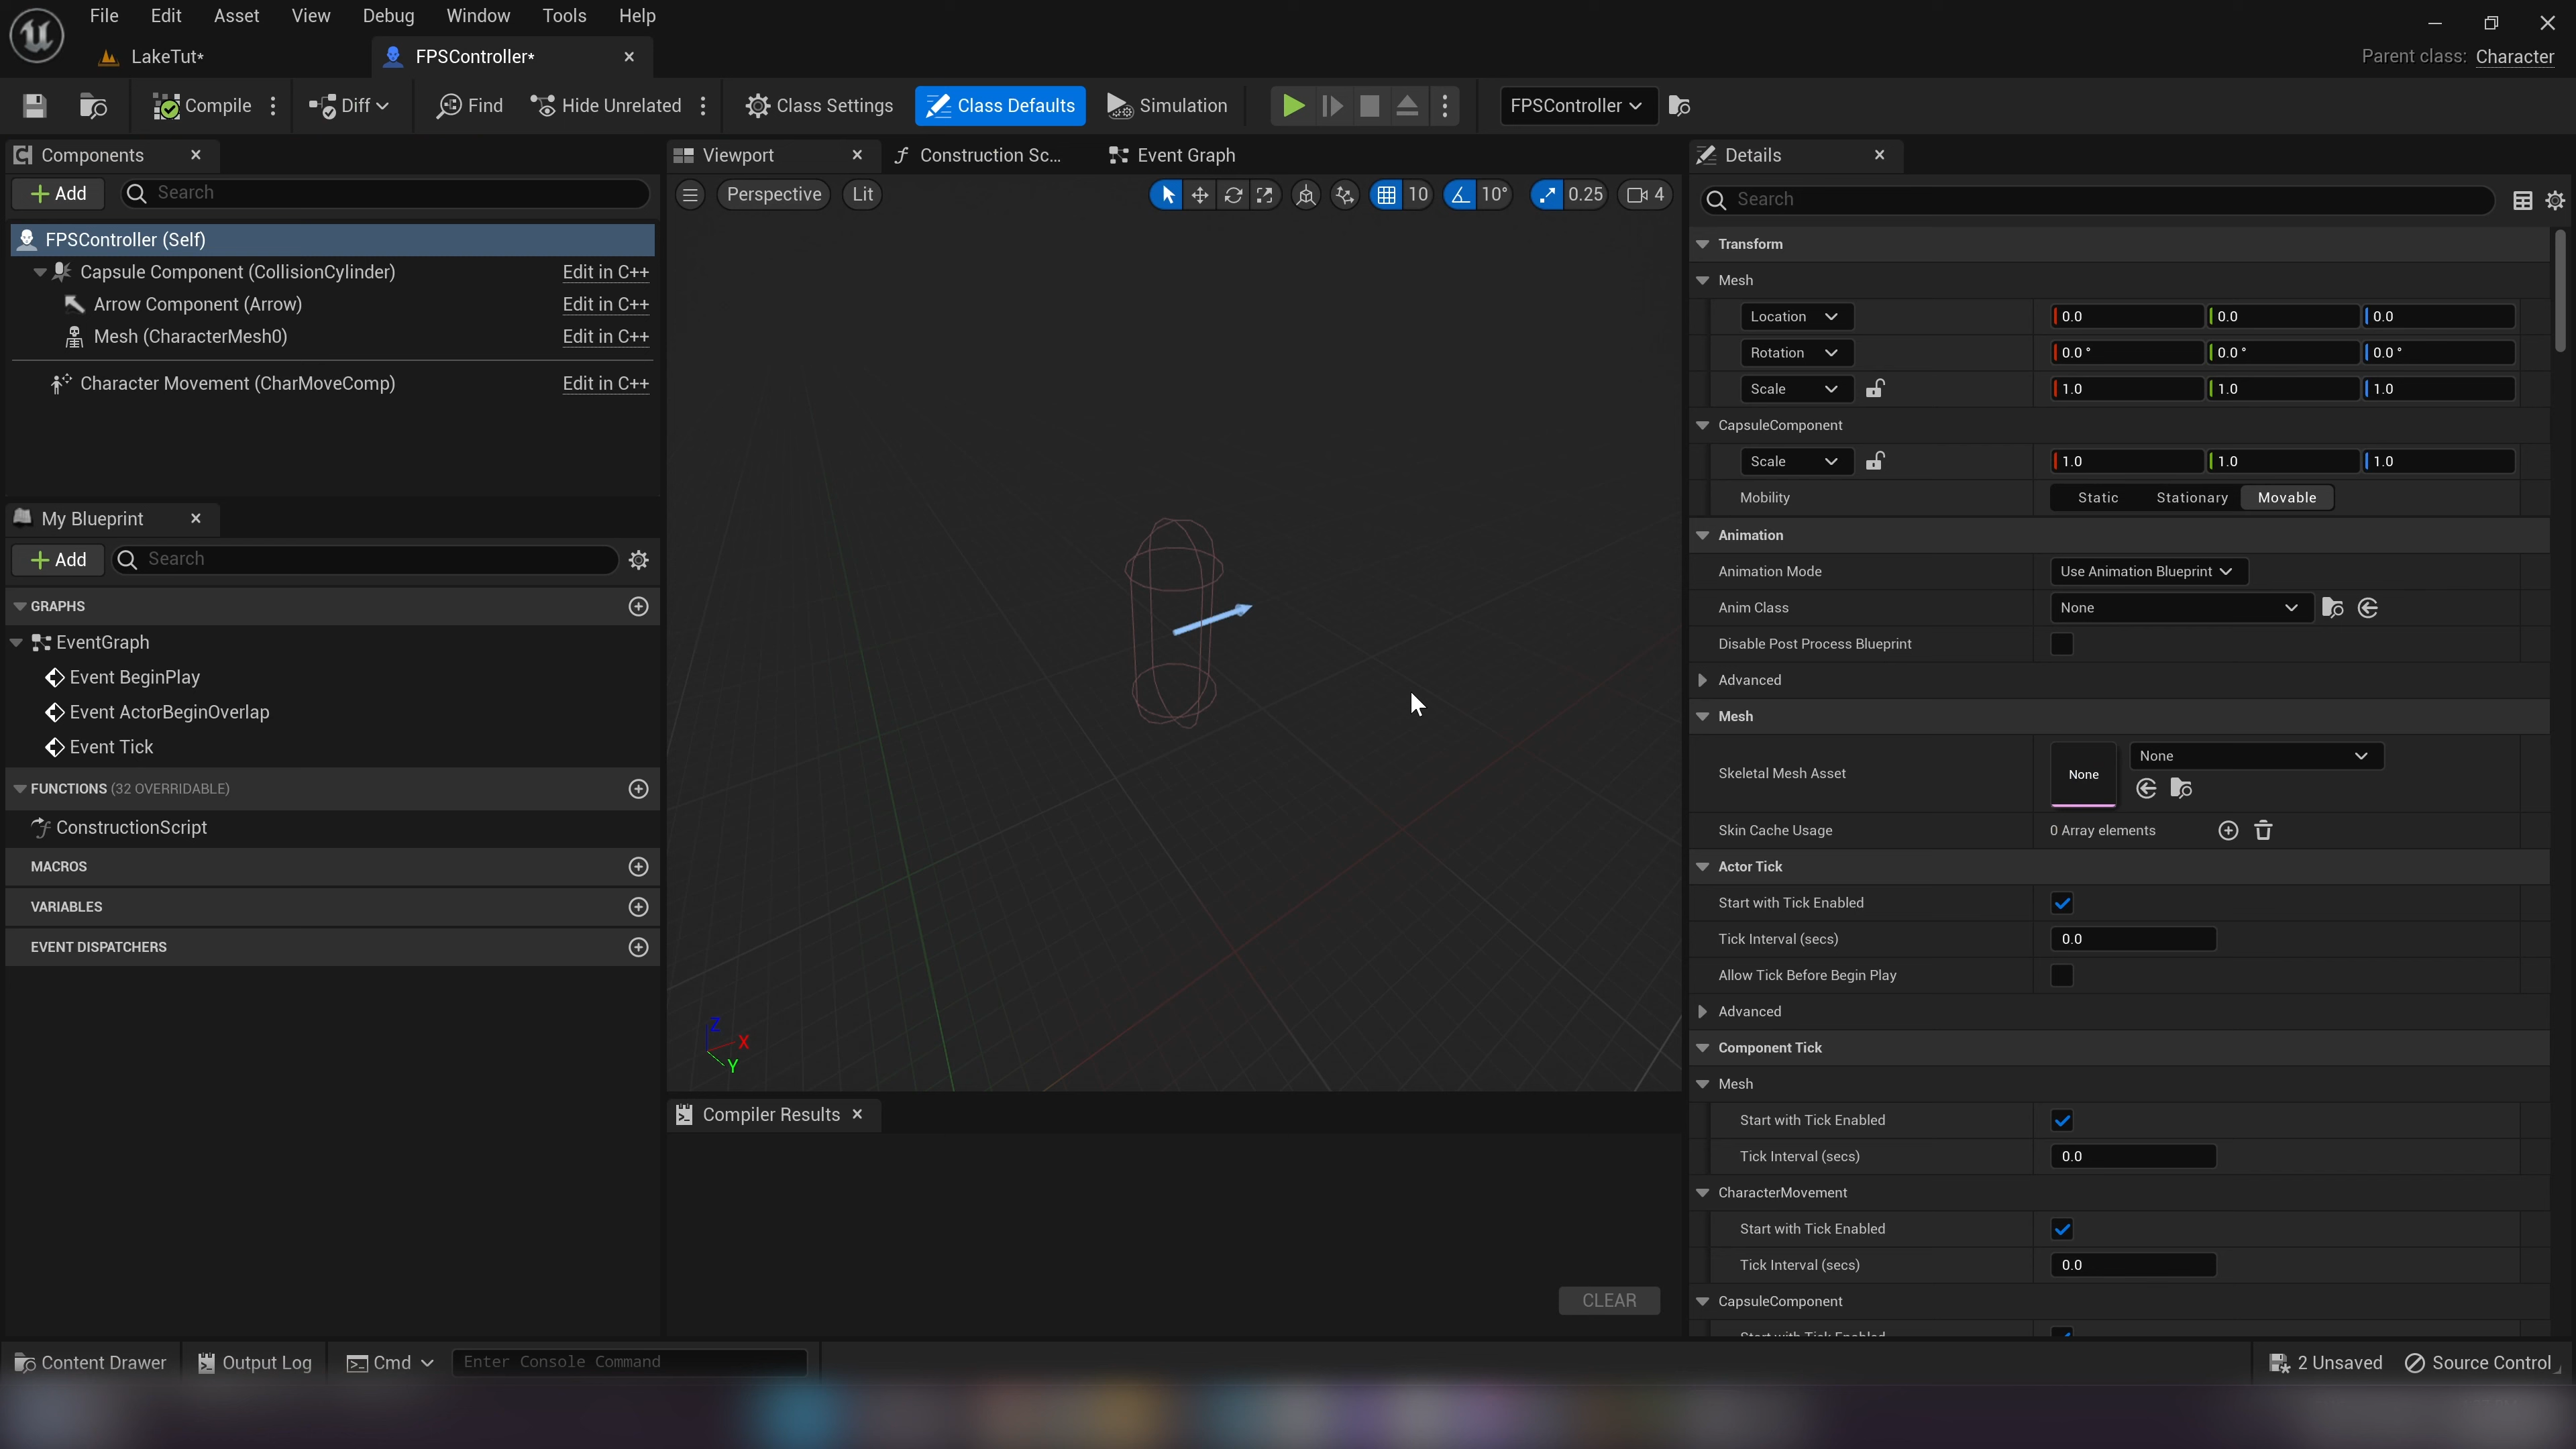 File Edit Asset View Debug Window Tools Help
LakeTut* FPSController* Parent class: Character
Compile Diff Find Hide Unrelated Class Settings Class Defaults Simulation FPSController
Components Viewport Construction Sc... Event Graph Details
Add Search Perspective Lit 10 10° 0.25 4 Search
FPSController (Self)
Capsule Component (CollisionCylinder) Edit in C++
Arrow Component (Arrow) Edit in C++
Mesh (CharacterMesh0) Edit in C++
Character Movement (CharMoveComp) Edit in C++
My Blueprint
Add Search
GRAPHS
EventGraph
Event BeginPlay
Event ActorBeginOverlap
Event Tick
FUNCTIONS (32 OVERRIDABLE)
ConstructionScript
MACROS
VARIABLES
EVENT DISPATCHERS
Z
X
Y
Compiler Results
CLEAR
Transform
Mesh
Location 0.0 0.0 0.0
Rotation 0.0 ° 0.0 ° 0.0 °
Scale 1.0 1.0 1.0
CapsuleComponent
Scale 1.0 1.0 1.0
Mobility Static Stationary Movable
Animation
Animation Mode Use Animation Blueprint
Anim Class None
Disable Post Process Blueprint
Advanced
Mesh
Skeletal Mesh Asset None None
Skin Cache Usage 0 Array elements
Actor Tick
Start with Tick Enabled
Tick Interval (secs) 0.0
Allow Tick Before Begin Play
Advanced
Component Tick
Mesh
Start with Tick Enabled
Tick Interval (secs) 0.0
CharacterMovement
Start with Tick Enabled
Tick Interval (secs) 0.0
CapsuleComponent
Start with Tick Enabled
Content Drawer Output Log Cmd Enter Console Command 2 Unsaved Source Control